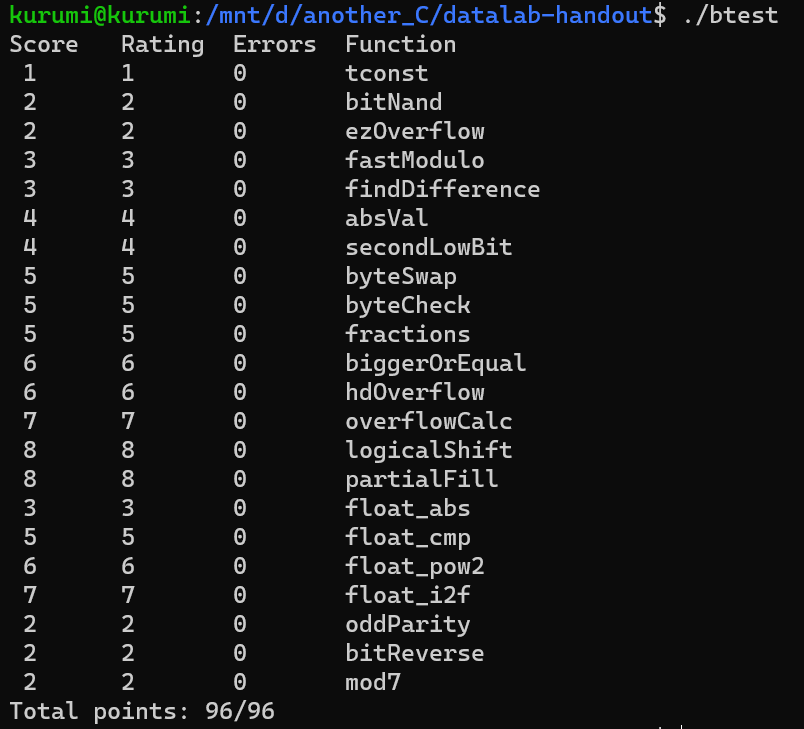 kurumi@kurumi:/mnt/d/another_C/datalab-handout$ ./btest
Score Rating Errors Function
1 1 0 tconst
2 2 0 bitNand
2 2 0 ezOverflow
3 3 0 fastModulo
3 3 0 findDifference
4 4 0 absVal
4 4 0 secondLowBit
5 5 0 byteSwap
5 5 0 byteCheck
5 5 0 fractions
6 6 0 biggerOrEqual
6 6 0 hdOverflow
7 7 0 overflowCalc
8 8 0 logicalShift
8 8 0 partialFill
3 3 0 float_abs
5 5 0 float_cmp
6 6 0 float_pow2
7 7 0 float_i2f
2 2 0 oddParity
2 2 0 bitReverse
2 2 0 mod7
Total points: 96/96